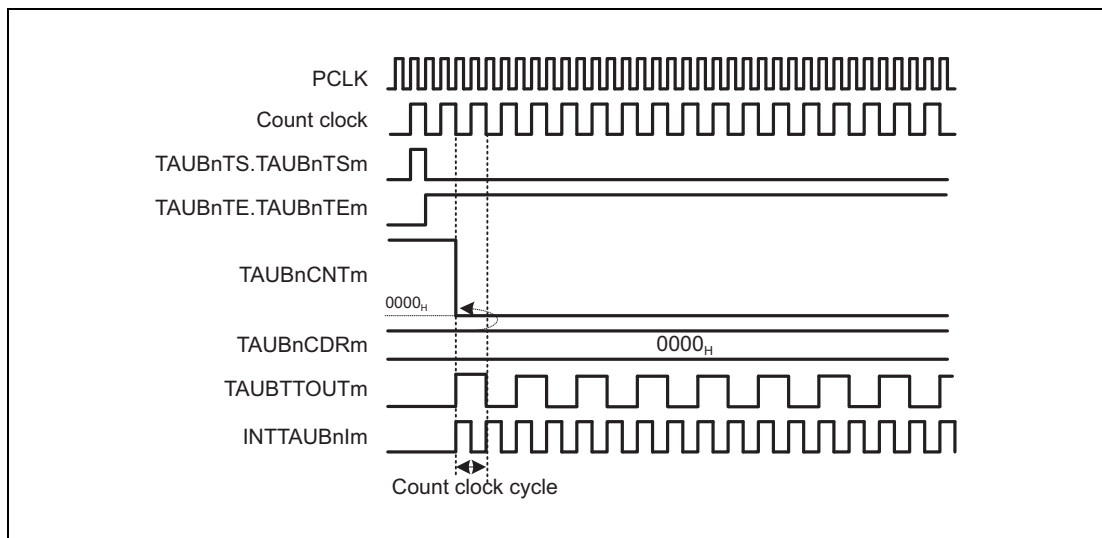 PCLK
Count clock
TAUBnTS.TAUBnTSm
TAUBnTE.TAUBnTEm
TAUBnCNTm
0000H
TAUBnCDRm
0000H
TAUBTTOUTm
INTTAUBnIm
Count clock cycle